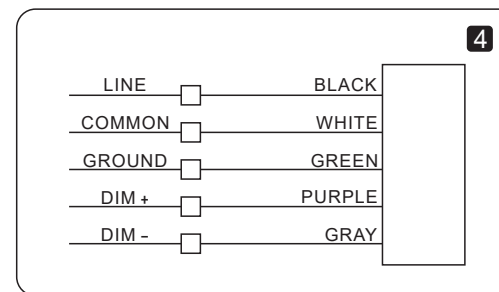 4
LINE BLACK
COMMON WHITE
GROUND GREEN
DIM + PURPLE
DIM - GRAY